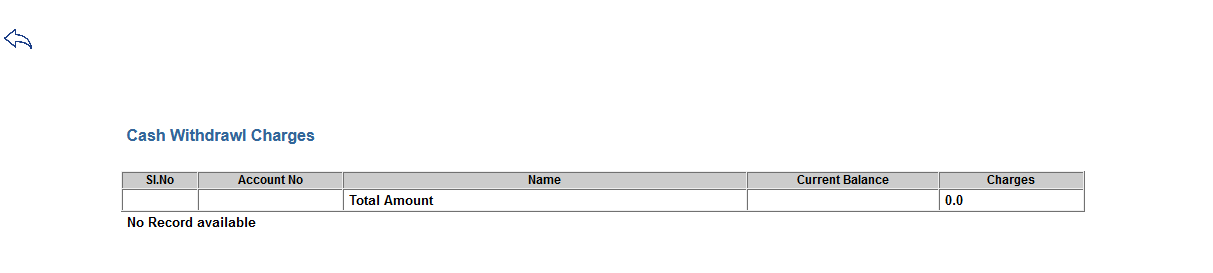 Cash Withdrawl Charges
Sl.No Account No Name Current Balance Charges
Total Amount 0.0
No Record available